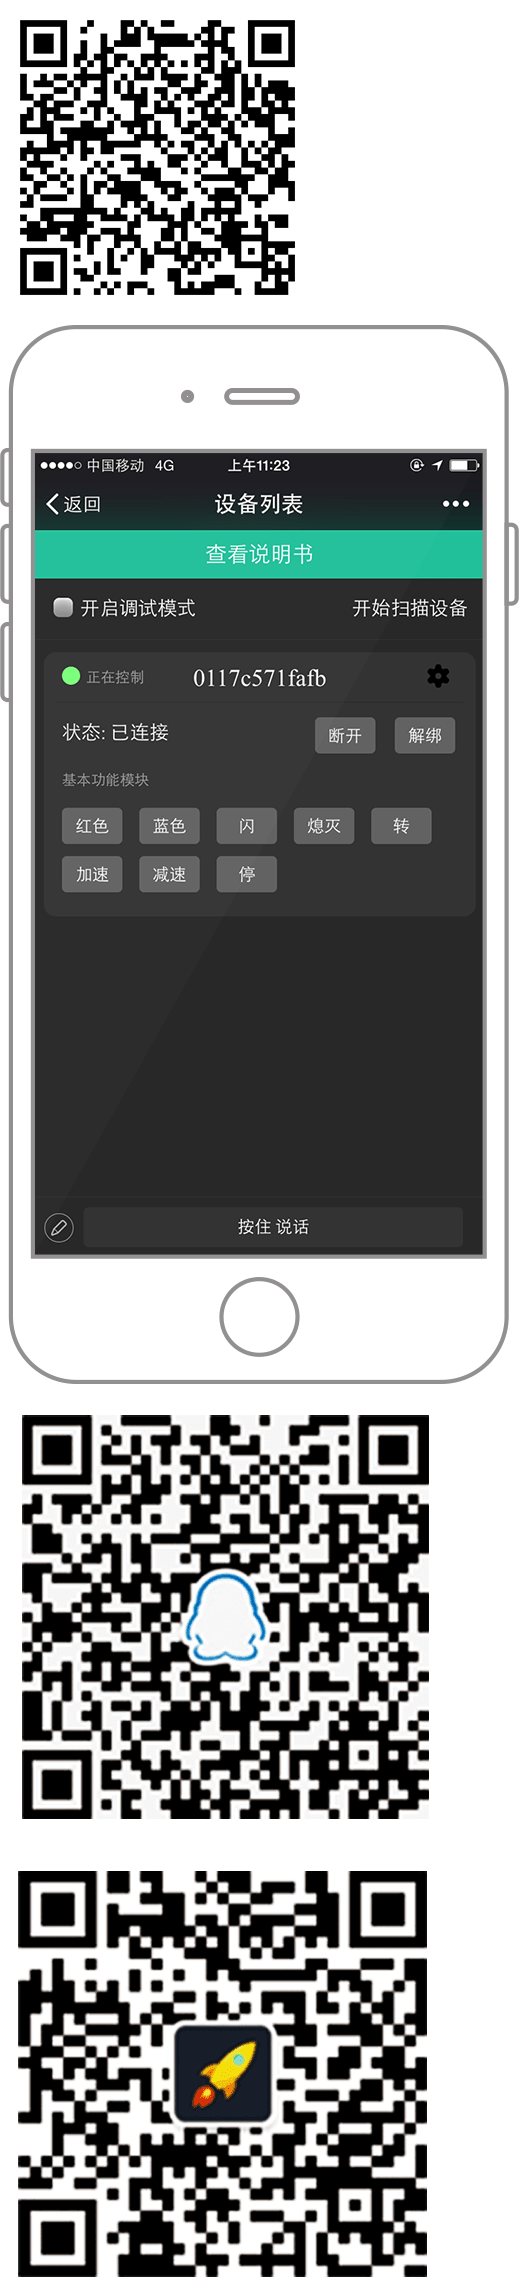 中国移动 4G 上午11:23
返回 设备列表
查看说明书
开启调试模式 开始扫描设备
正在控制 0117c571fafb
状态: 已连接 断开 解绑
基本功能模块
红色 蓝色 闪 熄灭 转
加速 减速 停
按住 说话